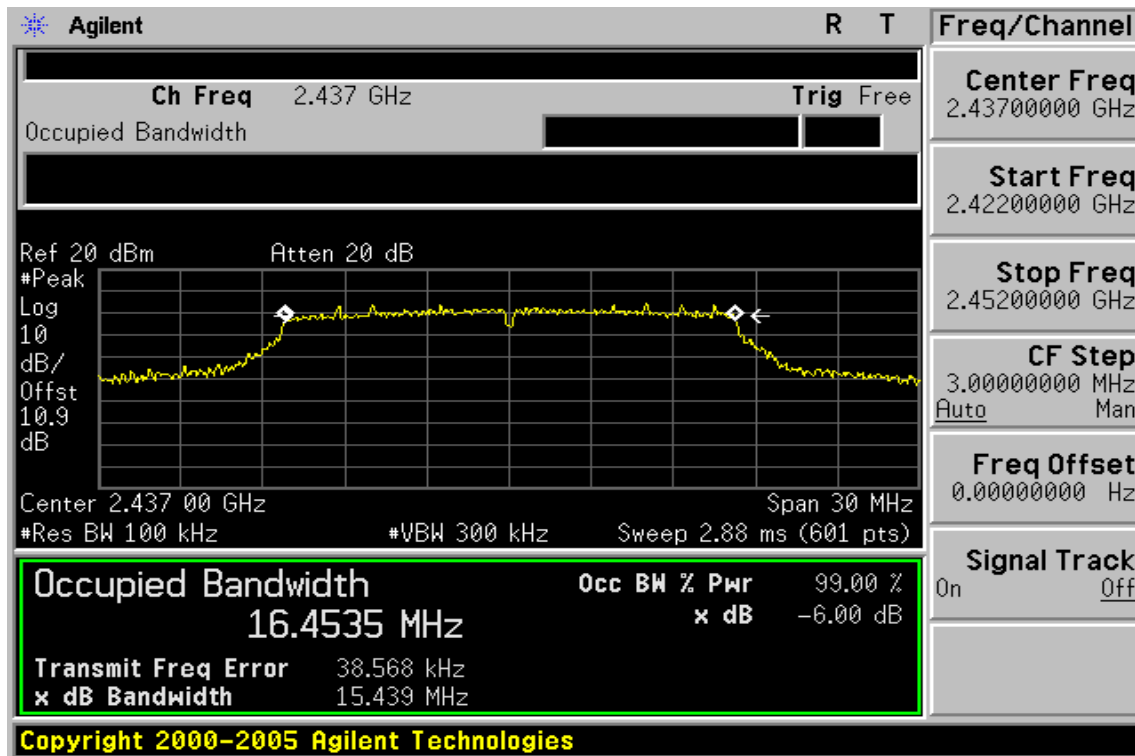 Agilent R T
Ch Freq 2.437 GHz Trig Free
Occupied Bandwidth
Ref 20 dBm Atten 20 dB
#Peak
Log
10
dB/
Offst
10.9
dB
Center 2.437 00 GHz Span 30 MHz
#Res BW 100 kHz #VBW 300 kHz Sweep 2.88 ms (601 pts)
Occupied Bandwidth Occ BW % Pwr 99.00 %
16.4535 MHz x dB -6.00 dB
Transmit Freq Error 38.568 kHz
x dB Bandwidth 15.439 MHz
Copyright 2000-2005 Agilent Technologies
Freq/Channel
Center Freq
2.43700000 GHz
Start Freq
2.42200000 GHz
Stop Freq
2.45200000 GHz
CF Step
3.00000000 MHz
Auto Man
Freq Offset
0.00000000 Hz
Signal Track
On Off